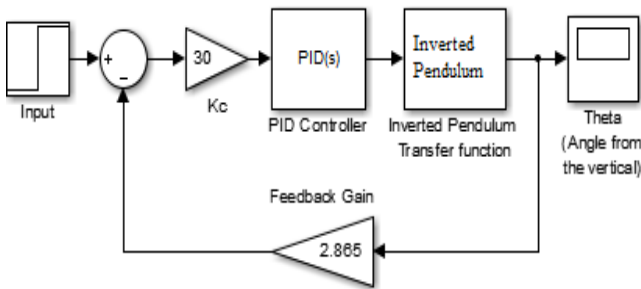 Input
+
−
30
Kc
PID(s)
PID Controller
Inverted
Pendulum
Inverted Pendulum
Transfer function
Theta
(Angle from
the vertical)
Feedback Gain
2.865